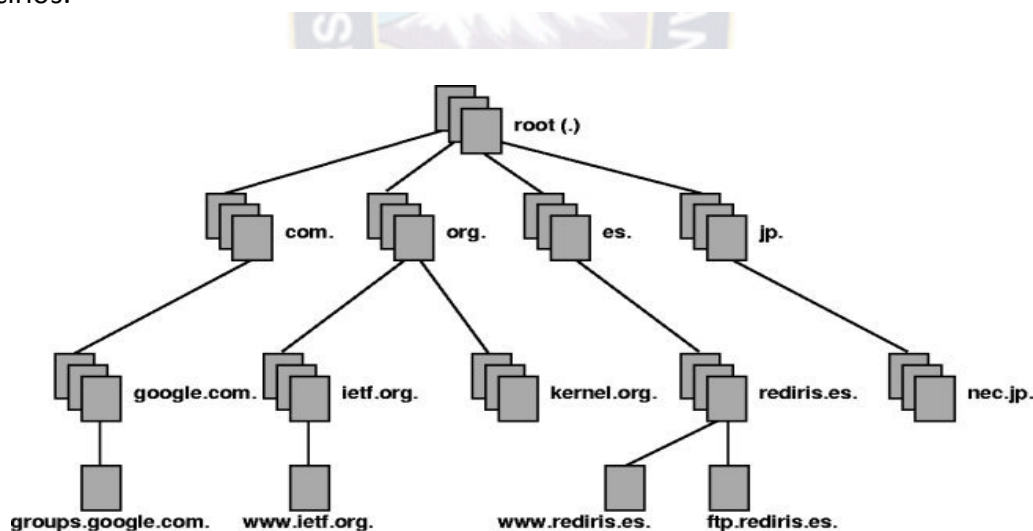 root (.)
com.
org.
es.
jp.
google.com.
ietf.org.
kernel.org.
rediris.es.
nec.jp.
groups.google.com.
www.ietf.org.
www.rediris.es.
ftp.rediris.es.